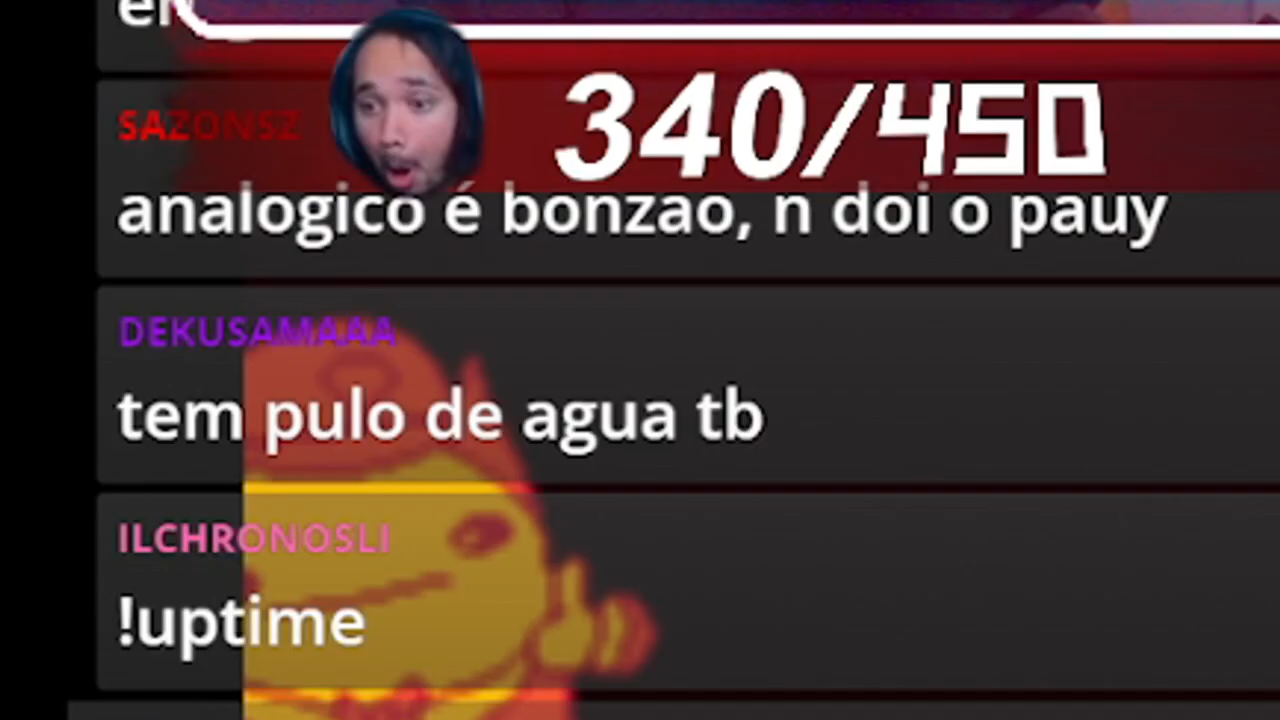 340/450
SAZONSZ
analogico é bonzao, n doi o pauy
DEKUSAMAAA
tem pulo de agua tb
ILCHRONOSLI
!uptime